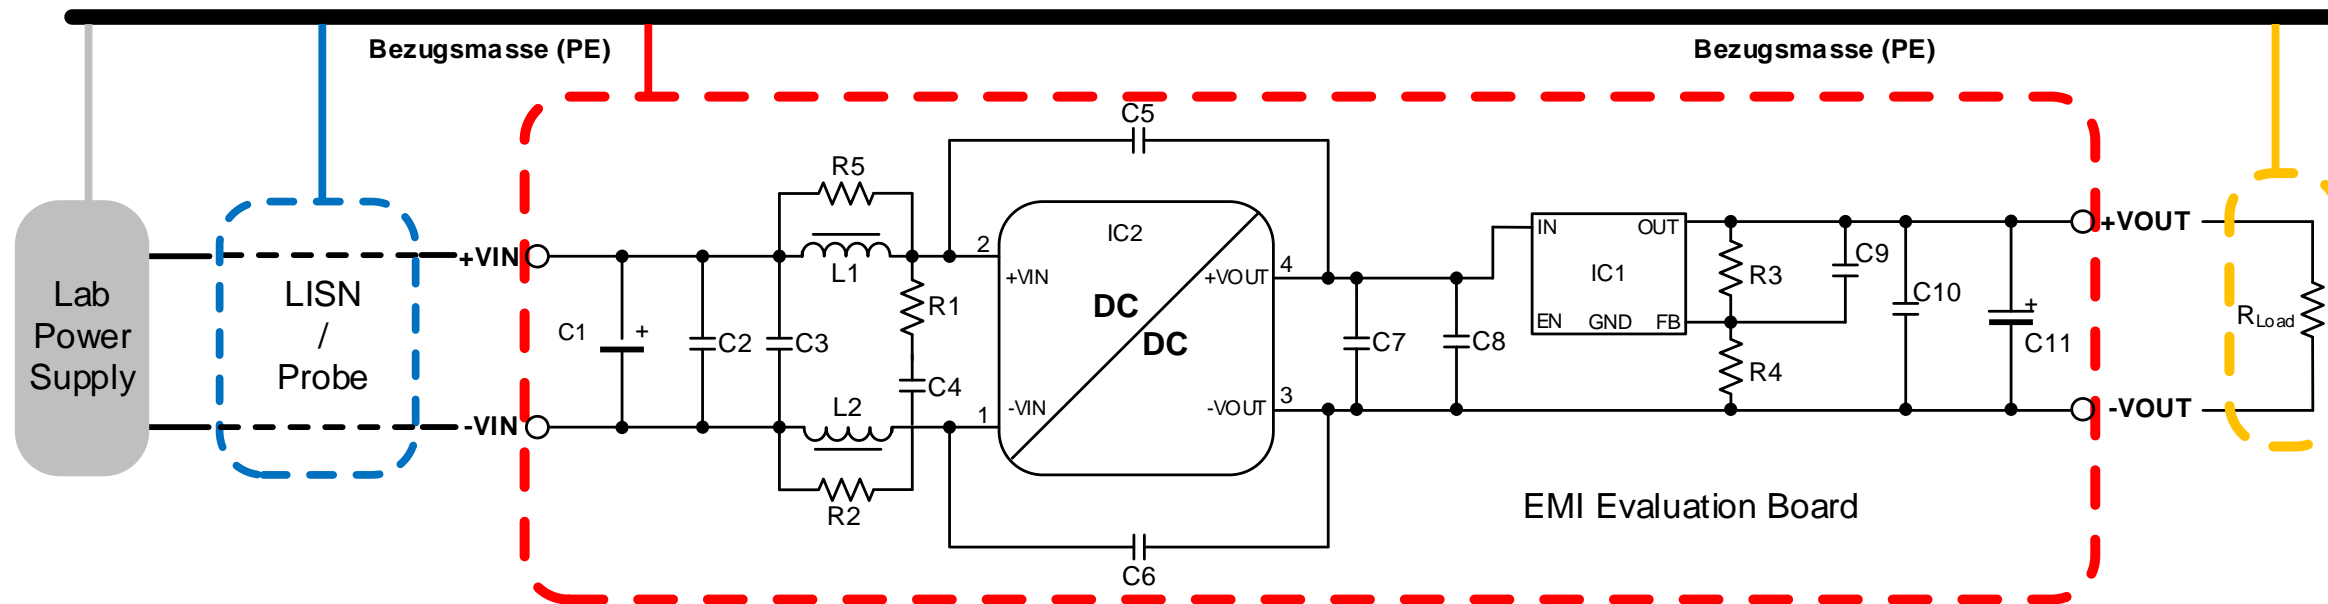 Bezugsmasse (PE)
Bezugsmasse (PE)
C5
R5
2
IC2
+VIN
+VOUT
4
DC
DC
-VIN
1
-VOUT
3
IN
OUT
IC1
EN
GND
FB
R3
C9
C10
+
C11
+VOUT
-VOUT
RLoad
Lab
Power
Supply
LISN
/
Probe
+VIN
-VIN
L1
R1
C1
+
C2
C3
C4
L2
R2
C7
C8
R4
C6
EMI Evaluation Board